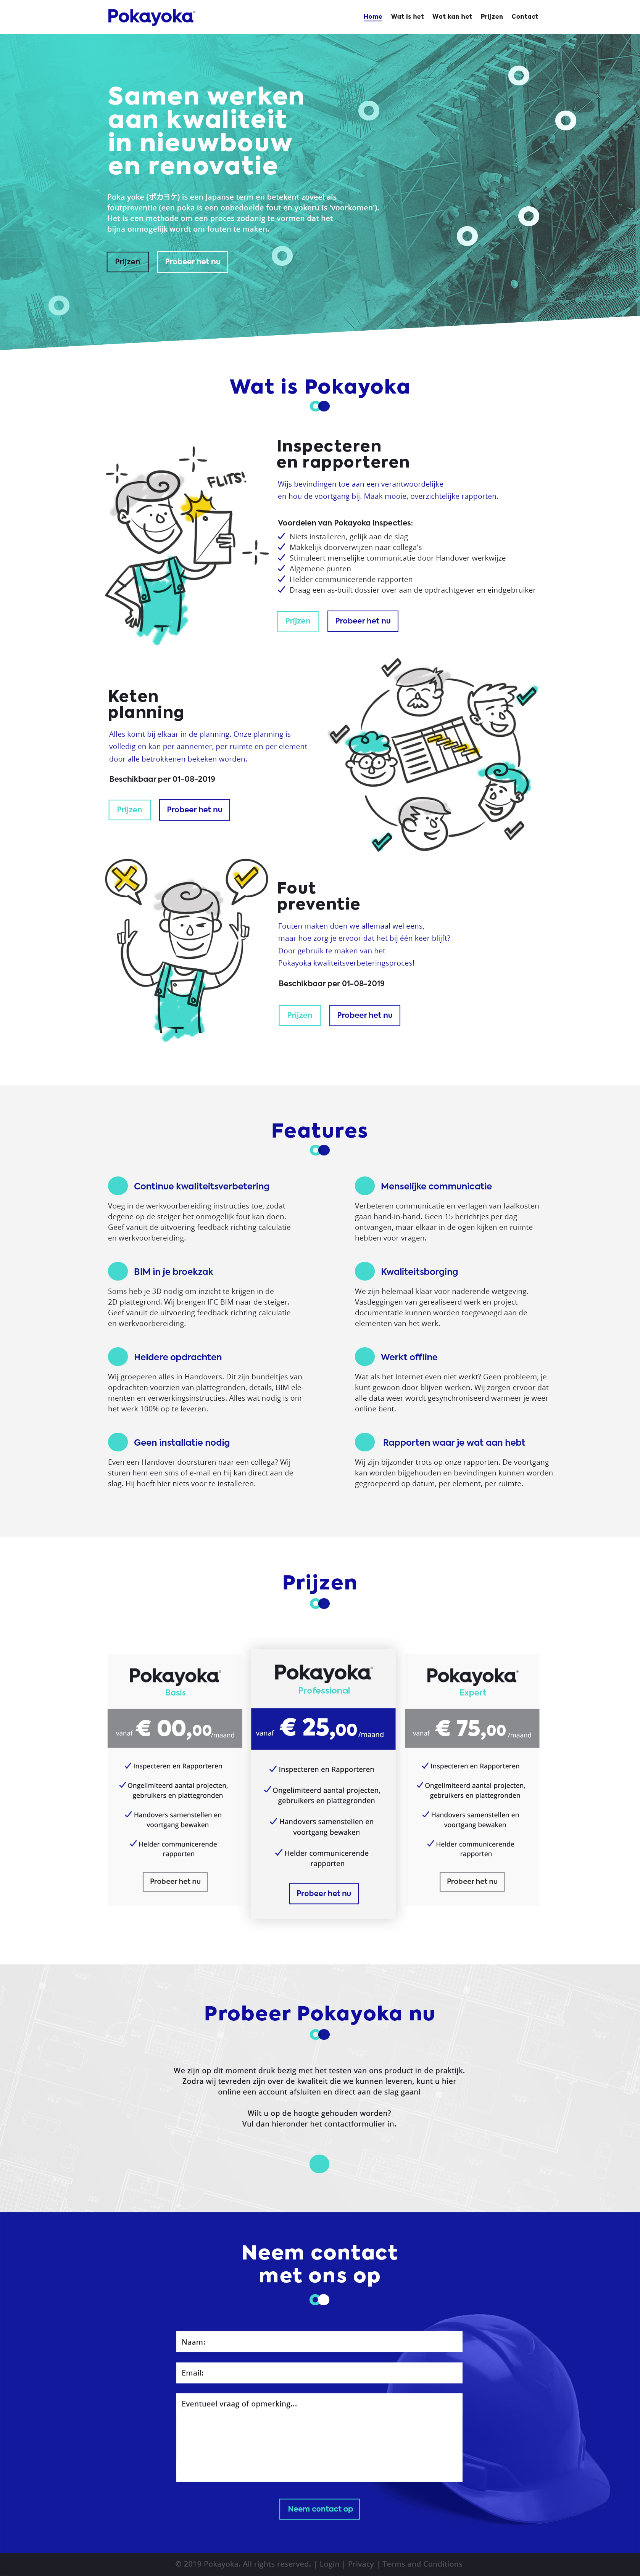 Pokayoka
Home Wat is het Wat kan het Prijzen Contact
Samen werken
aan kwaliteit
in nieuwbouw
en renovatie
Poka yoke (ポカヨケ) is een Japanse term en betekent zoveel als
foutpreventie (een poka is een onbedoelde fout en yokeru is 'voorkomen').
Het is een methode om een proces zodanig te vormen dat het
bijna onmogelijk wordt om fouten te maken.
Prijzen Probeer het nu
Wat is Pokayoka
FLITS!
Inspecteren
en rapporteren
Wijs bevindingen toe aan een verantwoordelijke
en hou de voortgang bij. Maak mooie, overzichtelijke rapporten.
Voordelen van Pokayoka inspecties:
Niets installeren, gelijk aan de slag
Makkelijk doorverwijzen naar collega's
Stimuleert menselijke communicatie door Handover werkwijze
Algemene punten
Helder communicerende rapporten
Draag een as-built dossier over aan de opdrachtgever en eindgebruiker
Prijzen Probeer het nu
Keten
planning
Alles komt bij elkaar in de planning. Onze planning is
volledig en kan per aannemer, per ruimte en per element
door alle betrokkenen bekeken worden.
Beschikbaar per 01-08-2019
Prijzen Probeer het nu
Fout
preventie
Fouten maken doen we allemaal wel eens,
maar hoe zorg je ervoor dat het bij één keer blijft?
Door gebruik te maken van het
Pokayoka kwaliteitsverbeteringsproces!
Beschikbaar per 01-08-2019
Prijzen Probeer het nu
Features
Continue kwaliteitsverbetering
Voeg in de werkvoorbereiding instructies toe, zodat
degene op de steiger het onmogelijk fout kan doen.
Geef vanuit de uitvoering feedback richting calculatie
en werkvoorbereiding.
Menselijke communicatie
Verbeteren communicatie en verlagen van faalkosten
gaan hand-in-hand. Geen 15 berichtjes per dag
ontvangen, maar elkaar in de ogen kijken en ruimte
hebben voor vragen.
BIM in je broekzak
Soms heb je 3D nodig om inzicht te krijgen in de
2D plattegrond. Wij brengen IFC BIM naar de steiger.
Geef vanuit de uitvoering feedback richting calculatie
en werkvoorbereiding.
Kwaliteitsborging
We zijn helemaal klaar voor naderende wetgeving.
Vastleggingen van gerealiseerd werk en project
documentatie kunnen worden toegevoegd aan de
elementen van het werk.
Heldere opdrachten
Wij groeperen alles in Handovers. Dit zijn bundeltjes van
opdrachten voorzien van plattegronden, details, BIM ele-
menten en verwerkingsinstructies. Alles wat nodig is om
het werk 100% op te leveren.
Werkt offline
Wat als het Internet even niet werkt? Geen probleem, je
kunt gewoon door blijven werken. Wij zorgen ervoor dat
alle data weer wordt gesynchroniseerd wanneer je weer
online bent.
Geen installatie nodig
Even een Handover doorsturen naar een collega? Wij
sturen hem een sms of e-mail en hij kan direct aan de
slag. Hij hoeft hier niets voor te installeren.
Rapporten waar je wat aan hebt
Wij zijn bijzonder trots op onze rapporten. De voortgang
kan worden bijgehouden en bevindingen kunnen worden
gegroepeerd op datum, per element, per ruimte.
Prijzen
Pokayoka
Basis
vanaf € 00,00 /maand
Inspecteren en Rapporteren
Ongelimiteerd aantal projecten,
gebruikers en plattegronden
Handovers samenstellen en
voortgang bewaken
Helder communicerende
rapporten
Probeer het nu
Pokayoka
Professional
vanaf € 25,00 /maand
Inspecteren en Rapporteren
Ongelimiteerd aantal projecten,
gebruikers en plattegronden
Handovers samenstellen en
voortgang bewaken
Helder communicerende
rapporten
Probeer het nu
Pokayoka
Expert
vanaf € 75,00 /maand
Inspecteren en Rapporteren
Ongelimiteerd aantal projecten,
gebruikers en plattegronden
Handovers samenstellen en
voortgang bewaken
Helder communicerende
rapporten
Probeer het nu
Probeer Pokayoka nu
We zijn op dit moment druk bezig met het testen van ons product in de praktijk.
Zodra wij tevreden zijn over de kwaliteit die we kunnen leveren, kunt u hier
online een account afsluiten en direct aan de slag gaan!
Wilt u op de hoogte gehouden worden?
Vul dan hieronder het contactformulier in.
Neem contact
met ons op
Naam:
Email:
Eventueel vraag of opmerking...
Neem contact op
© 2019 Pokayoka. All rights reserved. | Login | Privacy | Terms and Conditions